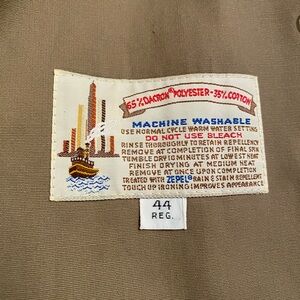 65% DACRON® POLYESTER-35% COTTON
MACHINE WASHABLE
USE NORMAL CYCLE WARM WATER SETTING
DO NOT USE BLEACH
RINSE THOROUGHLY TO RETAIN REPELLENT
REMOVE AT COMPLETION OF FINAL SPIN
TUMBLE DRY 10 MINUTES AT LOWEST HEAT
FINISH DRYING AT MEDIUM HEAT
REMOVE AT ONCE UPON COMPLETION
TREATED WITH ZEPEL® RAIN & STAIN REPELLENT
TOUCH UP IRONING IMPROVES APPEARANCE
44
REG.